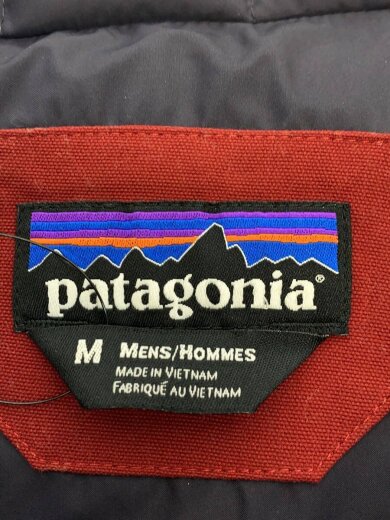 patagonia®
M MENS/HOMMES
MADE IN VIETNAM
FABRIQUÉ AU VIETNAM